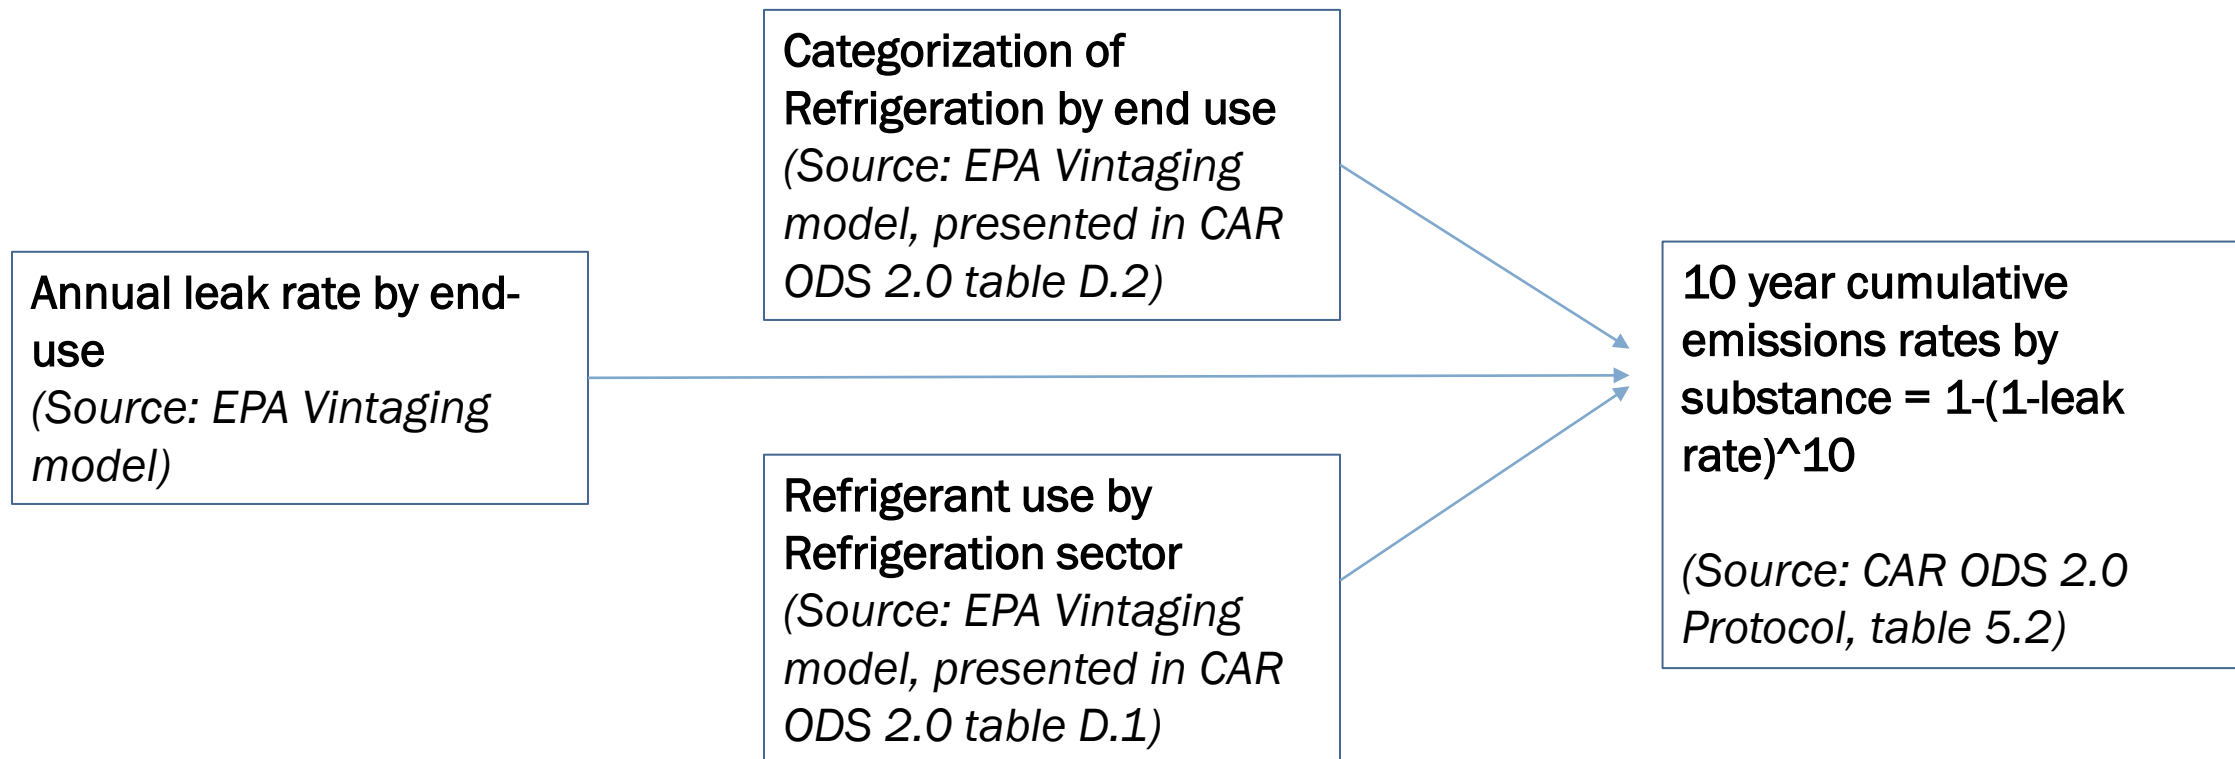 Categorization of
Refrigeration by end use
(Source: EPA Vintaging
model, presented in CAR
ODS 2.0 table D.2)
Annual leak rate by end-
use
(Source: EPA Vintaging
model)
Refrigerant use by
Refrigeration sector
(Source: EPA Vintaging
model, presented in CAR
ODS 2.0 table D.1)
10 year cumulative
emissions rates by
substance = 1-(1-leak
rate)^10
(Source: CAR ODS 2.0
Protocol, table 5.2)